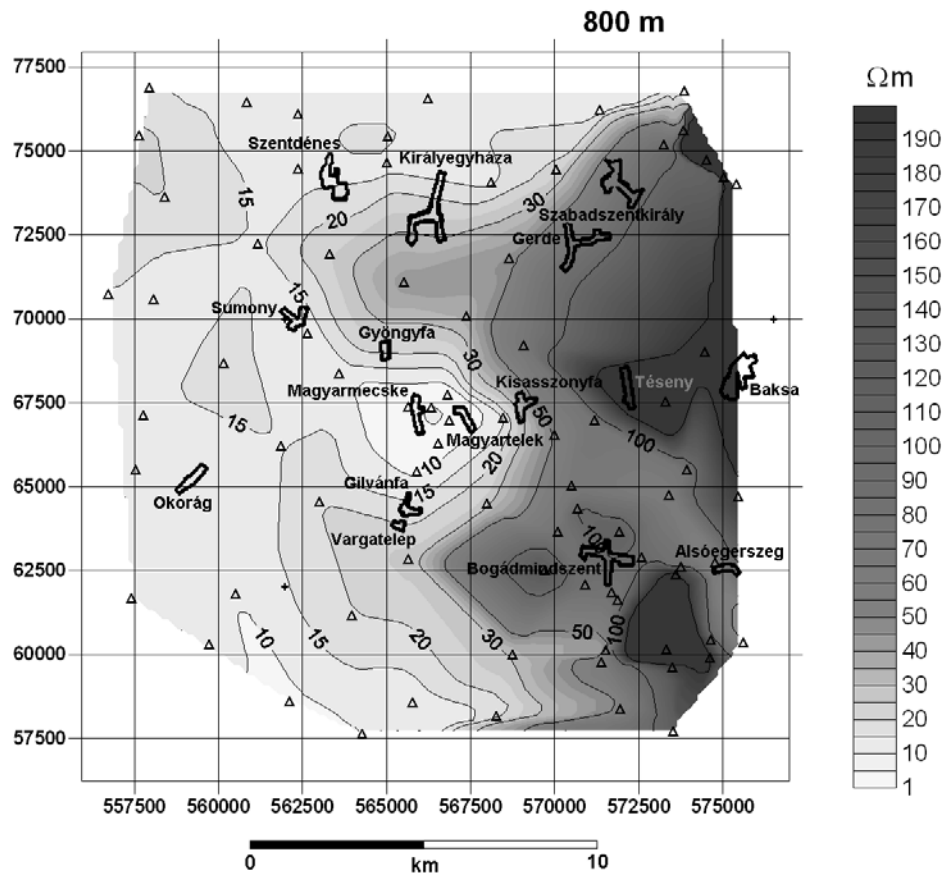 800 m
Ωm
77500
75000
72500
70000
67500
65000
62500
60000
57500
557500 560000 562500 565000 567500 570000 572500 575000
190
180
170
160
150
140
130
120
110
100
90
80
70
60
50
40
30
20
10
1
Szentdénes
Királyegyháza
15
20
30
Szabadszentkirály
Gerde
15
Sumony
Gyöngyfa
30
Magyarmecske
Kisasszonyfa
Téseny
Baksa
15
50
Magyartelek
100
10
20
Gilvánfa
15
Okorág
Vargatelep
100
Alsóegerszeg
Bogádmindszent
10
15
20
30
50
100
0 km 10